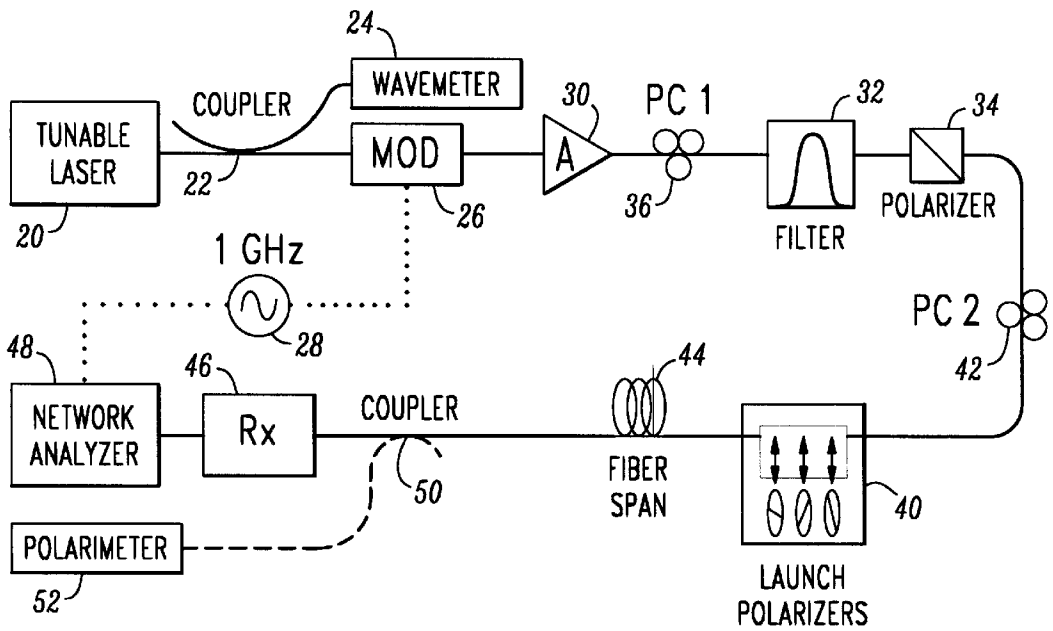 24
WAVEMETER
COUPLER
30
PC 1
32
34
TUNABLE
LASER
MOD
A
20
22
26
36
FILTER
POLARIZER
1 GHz
28
PC 2
42
48
46
44
NETWORK
ANALYZER
Rx
COUPLER
50
FIBER
SPAN
40
POLARIMETER
52
LAUNCH
POLARIZERS